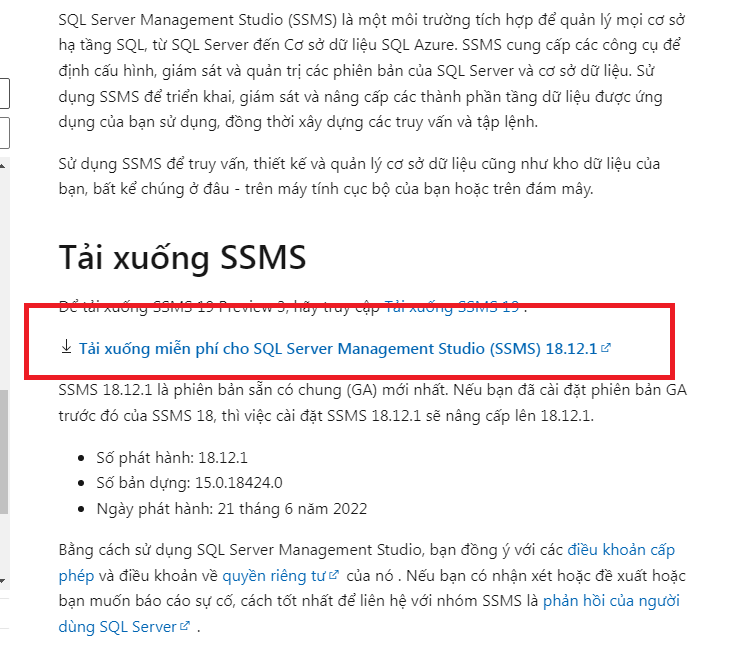 SQL Server Management Studio (SSMS) là một môi trường tích hợp để quản lý mọi cơ sở
hạ tầng SQL, từ SQL Server đến Cơ sở dữ liệu SQL Azure. SSMS cung cấp các công cụ để
định cấu hình, giám sát và quản trị các phiên bản của SQL Server và cơ sở dữ liệu. Sử
dụng SSMS để triển khai, giám sát và nâng cấp các thành phần tầng dữ liệu được ứng
dụng của bạn sử dụng, đồng thời xây dựng các truy vấn và tập lệnh.
Sử dụng SSMS để truy vấn, thiết kế và quản lý cơ sở dữ liệu cũng như kho dữ liệu của
bạn, bất kể chúng ở đâu - trên máy tính cục bộ của bạn hoặc trên đám mây.
Tải xuống SSMS
Để tải xuống SSMS 19 Preview 3, hãy truy cập Tải xuống SSMS 19 .
Tải xuống miễn phí cho SQL Server Management Studio (SSMS) 18.12.1
SSMS 18.12.1 là phiên bản sẵn có chung (GA) mới nhất. Nếu bạn đã cài đặt phiên bản GA
trước đó của SSMS 18, thì việc cài đặt SSMS 18.12.1 sẽ nâng cấp lên 18.12.1.
• Số phát hành: 18.12.1
• Số bản dựng: 15.0.18424.0
• Ngày phát hành: 21 tháng 6 năm 2022
Bằng cách sử dụng SQL Server Management Studio, bạn đồng ý với các điều khoản cấp
phép và điều khoản về quyền riêng tư của nó . Nếu bạn có nhận xét hoặc đề xuất hoặc
bạn muốn báo cáo sự cố, cách tốt nhất để liên hệ với nhóm SSMS là phản hồi của người
dùng SQL Server .